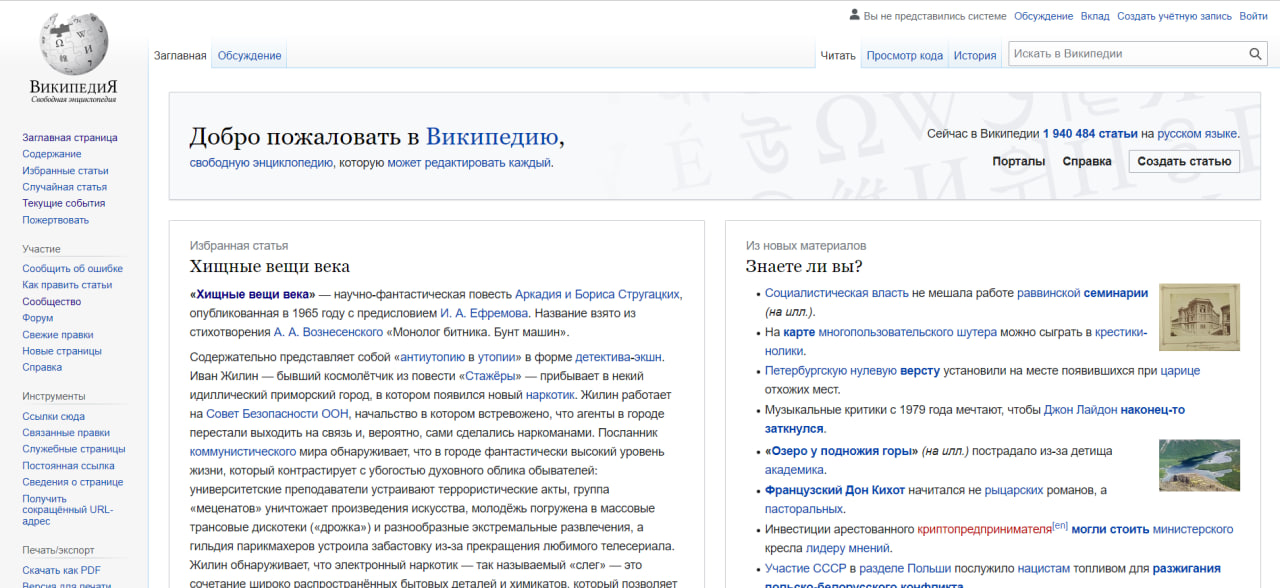 Вы не представились системе Обсуждение Вклад Создать учётную запись Войти
ВИКИПЕДИЯ
Свободная энциклопедия
Заглавная Обсуждение Читать Просмотр кода История Искать в Википедии
Заглавная страница
Содержание
Избранные статьи
Случайная статья
Текущие события
Пожертвовать
Участие
Сообщить об ошибке
Как править статьи
Сообщество
Форум
Свежие правки
Новые страницы
Справка
Инструменты
Ссылки сюда
Связанные правки
Служебные страницы
Постоянная ссылка
Сведения о странице
Получить
сокращённый URL-
адрес
Печать/экспорт
Скачать как PDF
Версия для печати
Добро пожаловать в Википедию,
свободную энциклопедию, которую может редактировать каждый.
Сейчас в Википедии 1 940 484 статьи на русском языке.
Порталы Справка Создать статью
Избранная статья
Хищные вещи века
«Хищные вещи века» — научно-фантастическая повесть Аркадия и Бориса Стругацких,
опубликованная в 1965 году с предисловием И. А. Ефремова. Название взято из
стихотворения А. А. Вознесенского «Монолог битника. Бунт машин».
Содержательно представляет собой «антиутопию в утопии» в форме детектива-экшн.
Иван Жилин — бывший космолётчик из повести «Стажёры» — прибывает в некий
идиллический приморский город, в котором появился новый наркотик. Жилин работает
на Совет Безопасности ООН, начальство в котором встревожено, что агенты в городе
перестали выходить на связь и, вероятно, сами сделались наркоманами. Посланник
коммунистического мира обнаруживает, что в городе фантастически высокий уровень
жизни, который контрастирует с убогостью духовного облика обывателей:
университетские преподаватели устраивают террористические акты, группа
«меценатов» уничтожает произведения искусства, молодёжь погружена в массовые
трансовые дискотеки («дрожка») и разнообразные экстремальные развлечения, а
гильдия парикмахеров устроила забастовку из-за прекращения любимого телесериала.
Жилин обнаруживает, что электронный наркотик — так называемый «слег» — это
сочетание широко распространённых бытовых деталей и химикатов, который позволяет
Из новых материалов
Знаете ли вы?
• Социалистическая власть не мешала работе раввинской семинарии
(на илл.).
• На карте многопользовательского шутера можно сыграть в крестики-
нолики.
• Петербургскую нулевую версту установили на месте появившихся при царице
отхожих мест.
• Музыкальные критики с 1979 года мечтают, чтобы Джон Лайдон наконец-то
заткнулся.
• «Озеро у подножия горы» (на илл.) пострадало из-за детища
академика.
• Французский Дон Кихот начитался не рыцарских романов, а
пасторальных.
• Инвестиции арестованного криптопредпринимателя[en] могли стоить министерского
кресла лидеру мнений.
• Участие СССР в разделе Польши послужило нацистам топливом для разжигания
польско-белорусского конфликта.